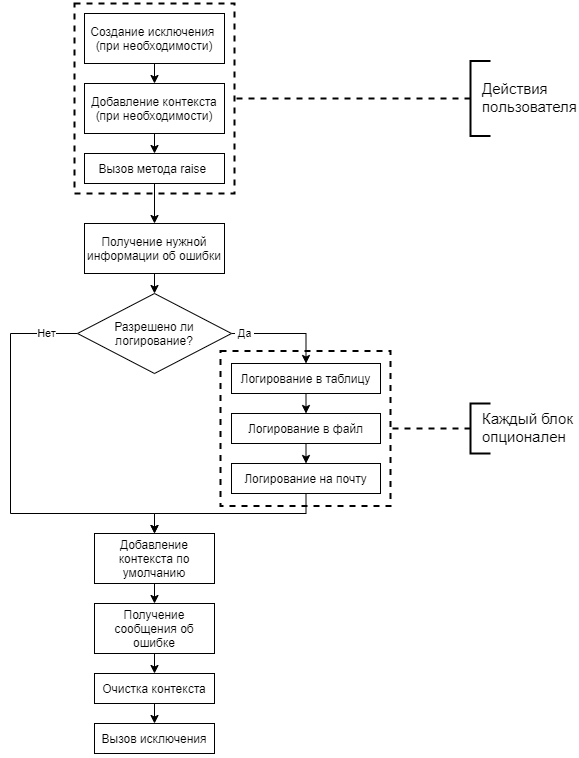 Создание исключения
(при необходимости)
Добавление контекста
(при необходимости)
Вызов метода raise
Действия
пользователя
Получение нужной
информации об ошибки
Разрешено ли
логирование?
Нет
Да
Логирование в таблицу
Логирование в файл
Логирование на почту
Каждый блок
опционален
Добавление
контекста по
умолчанию
Получение
сообщения об
ошибке
Очистка контекста
Вызов исключения